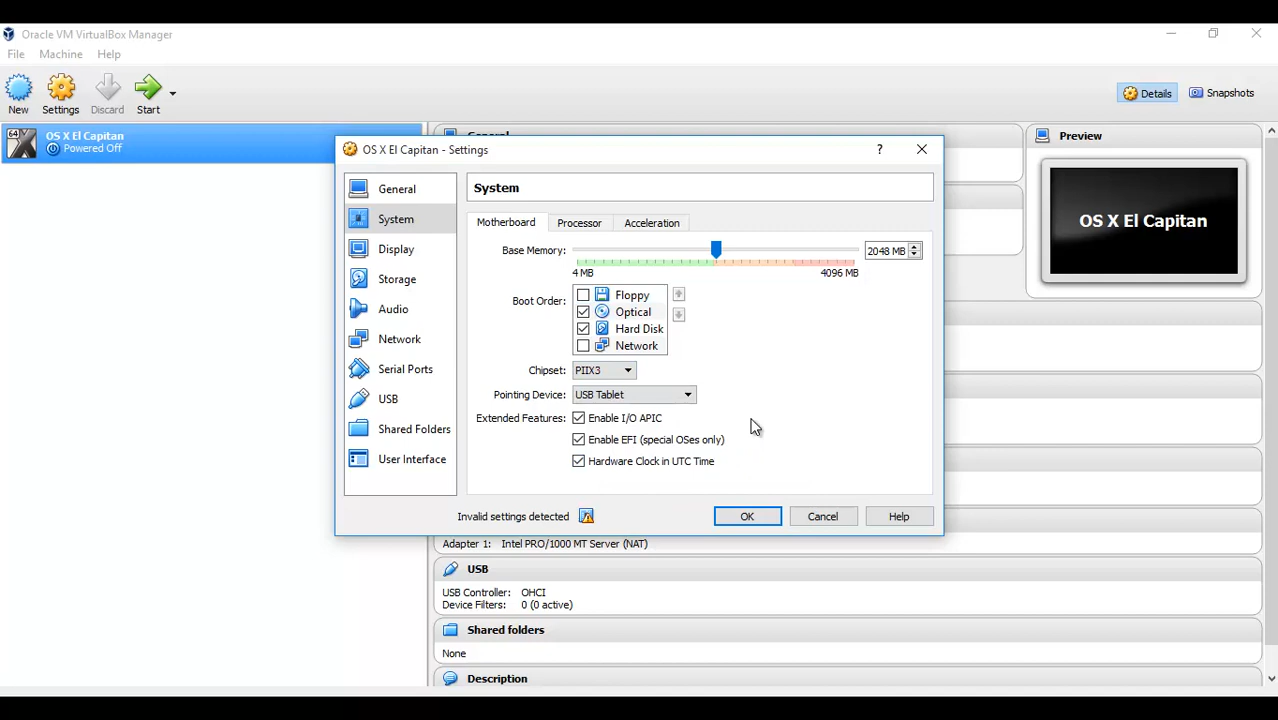 Oracle VM VirtualBox Manager
File Machine Help
New Settings Discard Start
Details Snapshots
64 OS X El Capitan
Powered Off
General
Preview
OS X El Capitan
OS X El Capitan - Settings
?
General
System
Display
Storage
Audio
Network
Serial Ports
USB
Shared Folders
User Interface
System
Motherboard Processor Acceleration
Base Memory: 2048 MB
4 MB 4096 MB
Boot Order: Floppy
Optical
Hard Disk
Network
Chipset: PIIX3
Pointing Device: USB Tablet
Extended Features: Enable I/O APIC
Enable EFI (special OSes only)
Hardware Clock in UTC Time
Invalid settings detected
OK Cancel Help
Adapter 1: Intel PRO/1000 MT Server (NAT)
USB
USB Controller: OHCI
Device Filters: 0 (0 active)
Shared folders
None
Description